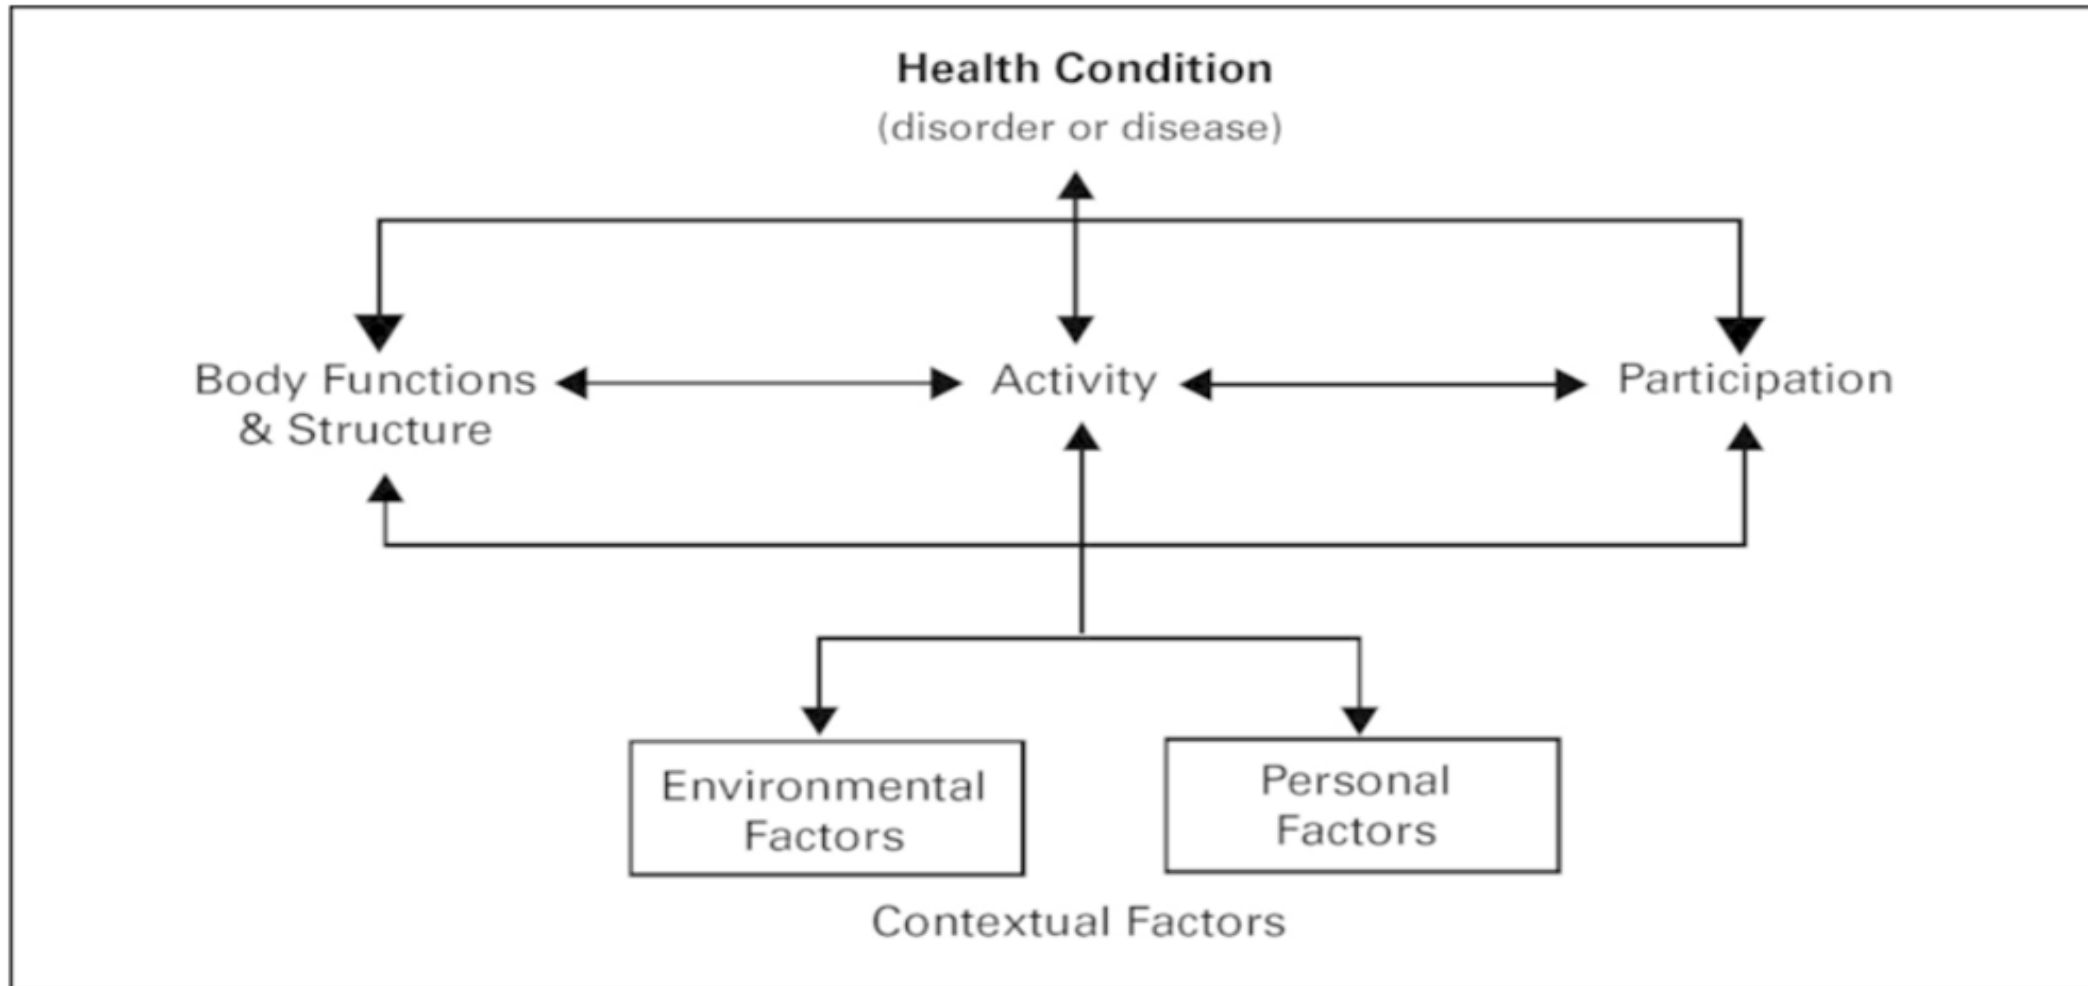 Health Condition
(disorder or disease)
Body Functions
& Structure
Activity
Participation
Environmental
Factors
Personal
Factors
Contextual Factors